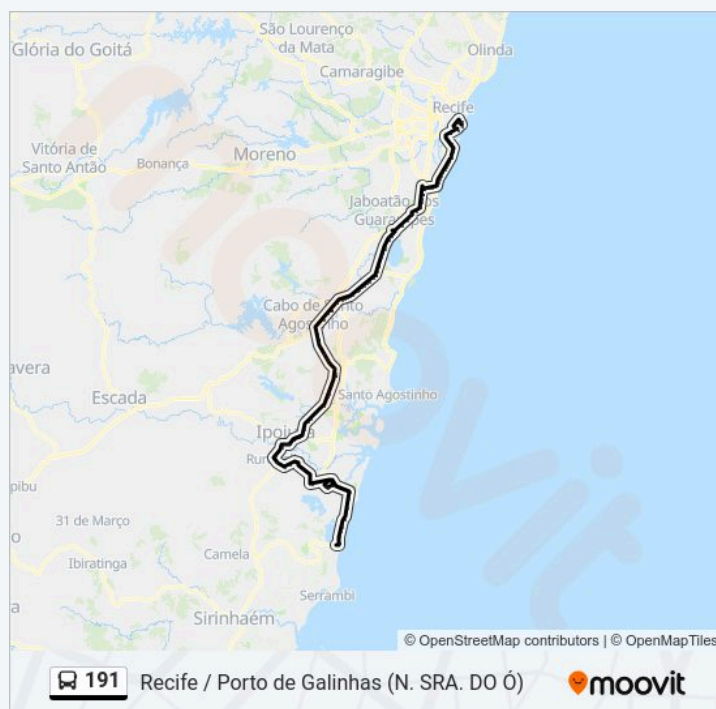 Glória do Goitá
São Lourenço
da Mata
Olinda
Camaragibe
Recife
Vitória de
Santo Antão
Bonança
Moreno
Jaboatão dos
Guararapes
Cabo de Santo
Agostinho
avera
Escada
Santo Agostinho
Ipojuca
pibu
31 de Março
Ibiratinga
Camela
Serrambi
Sirinhaém
© OpenStreetMap contributors | © OpenMapTiles
191 Recife / Porto de Galinhas (N. SRA. DO Ó) moovit